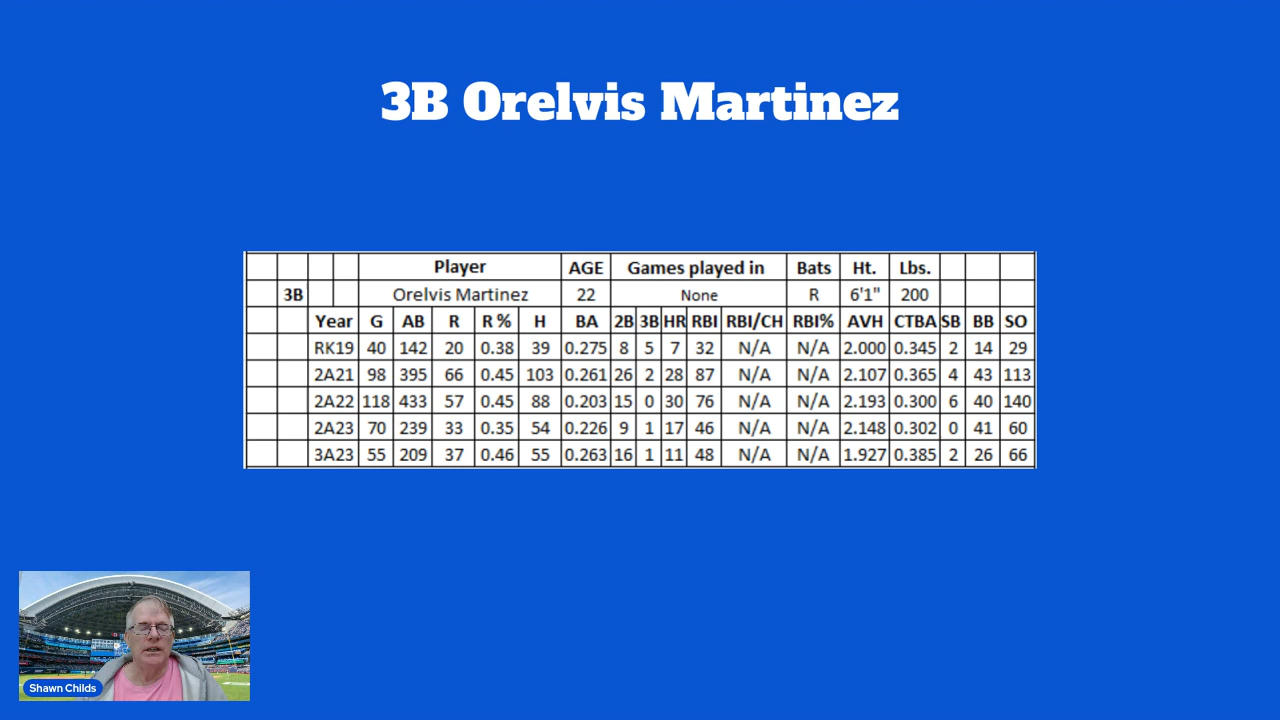 3B Orelvis Martinez
Player AGE Games played in Bats Ht. Lbs.
3B Orelvis Martinez 22 None R 6'1" 200
Year G AB R R % H BA 2B 3B HR RBI RBI/CH RBI% AVH CTBA SB BB SO
RK19 40 142 20 0.38 39 0.275 8 5 7 32 N/A N/A 2.000 0.345 2 14 29
2A21 98 395 66 0.45 103 0.261 26 2 28 87 N/A N/A 2.107 0.365 4 43 113
2A22 118 433 57 0.45 88 0.203 15 0 30 76 N/A N/A 2.193 0.300 6 40 140
2A23 70 239 33 0.35 54 0.226 9 1 17 46 N/A N/A 2.148 0.302 0 41 60
3A23 55 209 37 0.46 55 0.263 16 1 11 48 N/A N/A 1.927 0.385 2 26 66
Shawn Childs